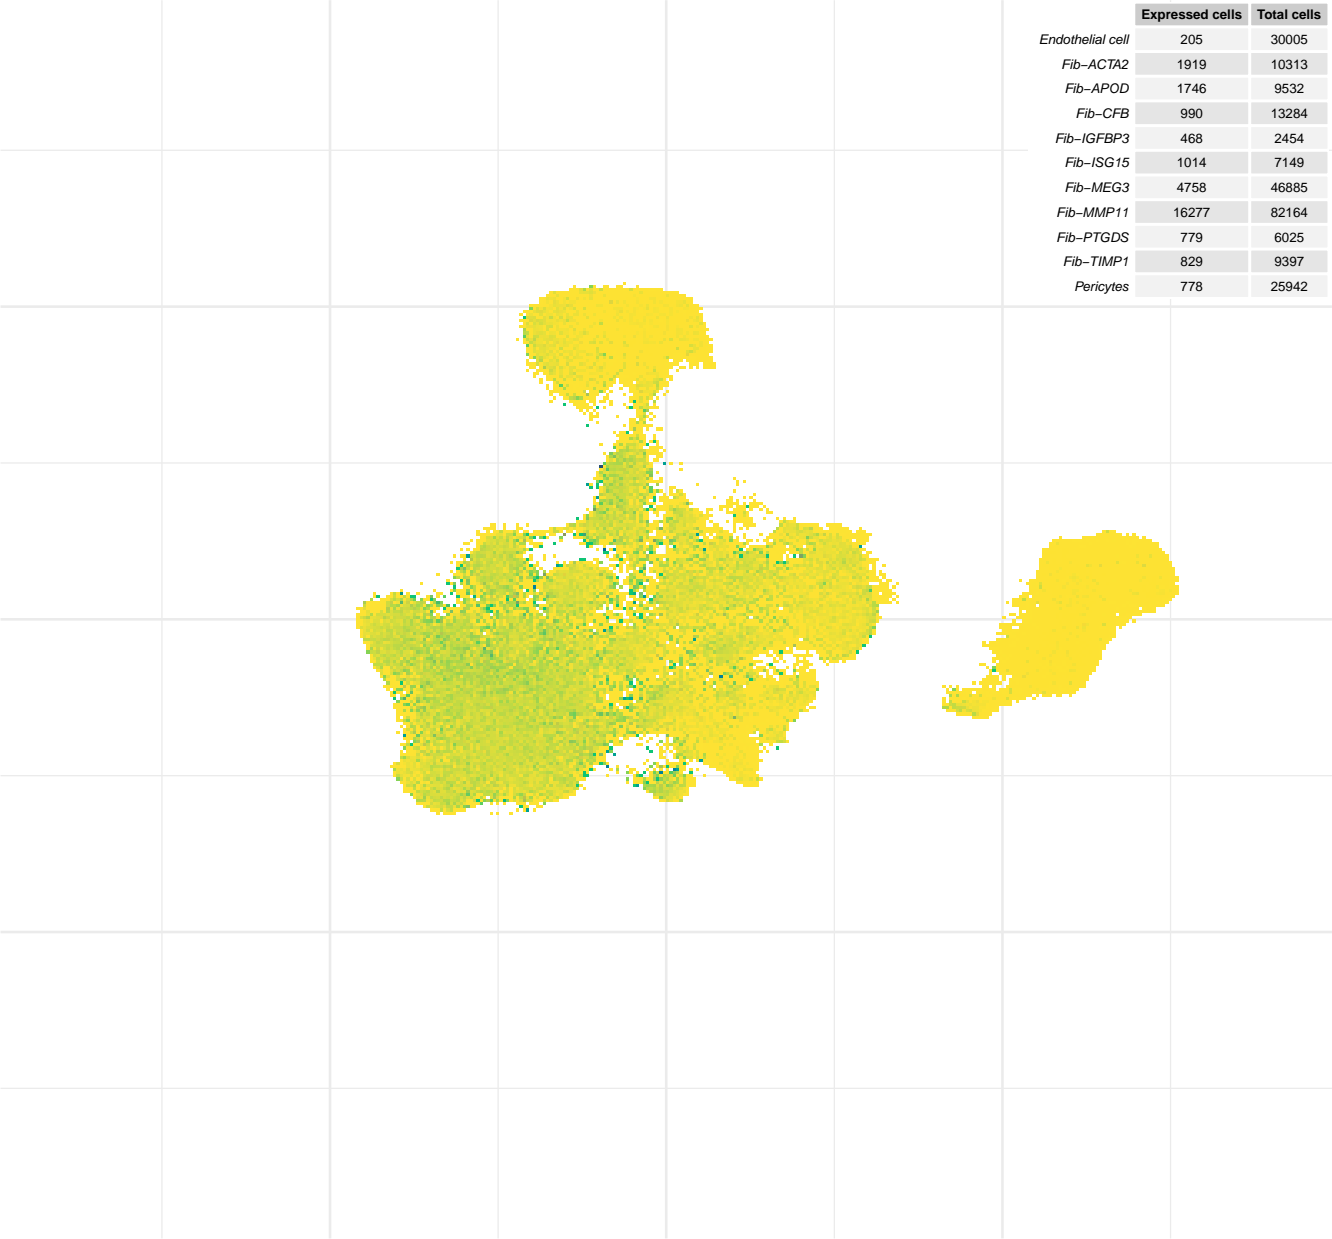 Expressed cells Total cells
Endothelial cell 205 30005
Fib−ACTA2 1919 10313
Fib−APOD 1746 9532
Fib−CFB 990 13284
Fib−IGFBP3 468 2454
Fib−ISG15 1014 7149
Fib−MEG3 4758 46885
Fib−MMP11 16277 82164
Fib−PTGDS 779 6025
Fib−TIMP1 829 9397
Pericytes 778 25942